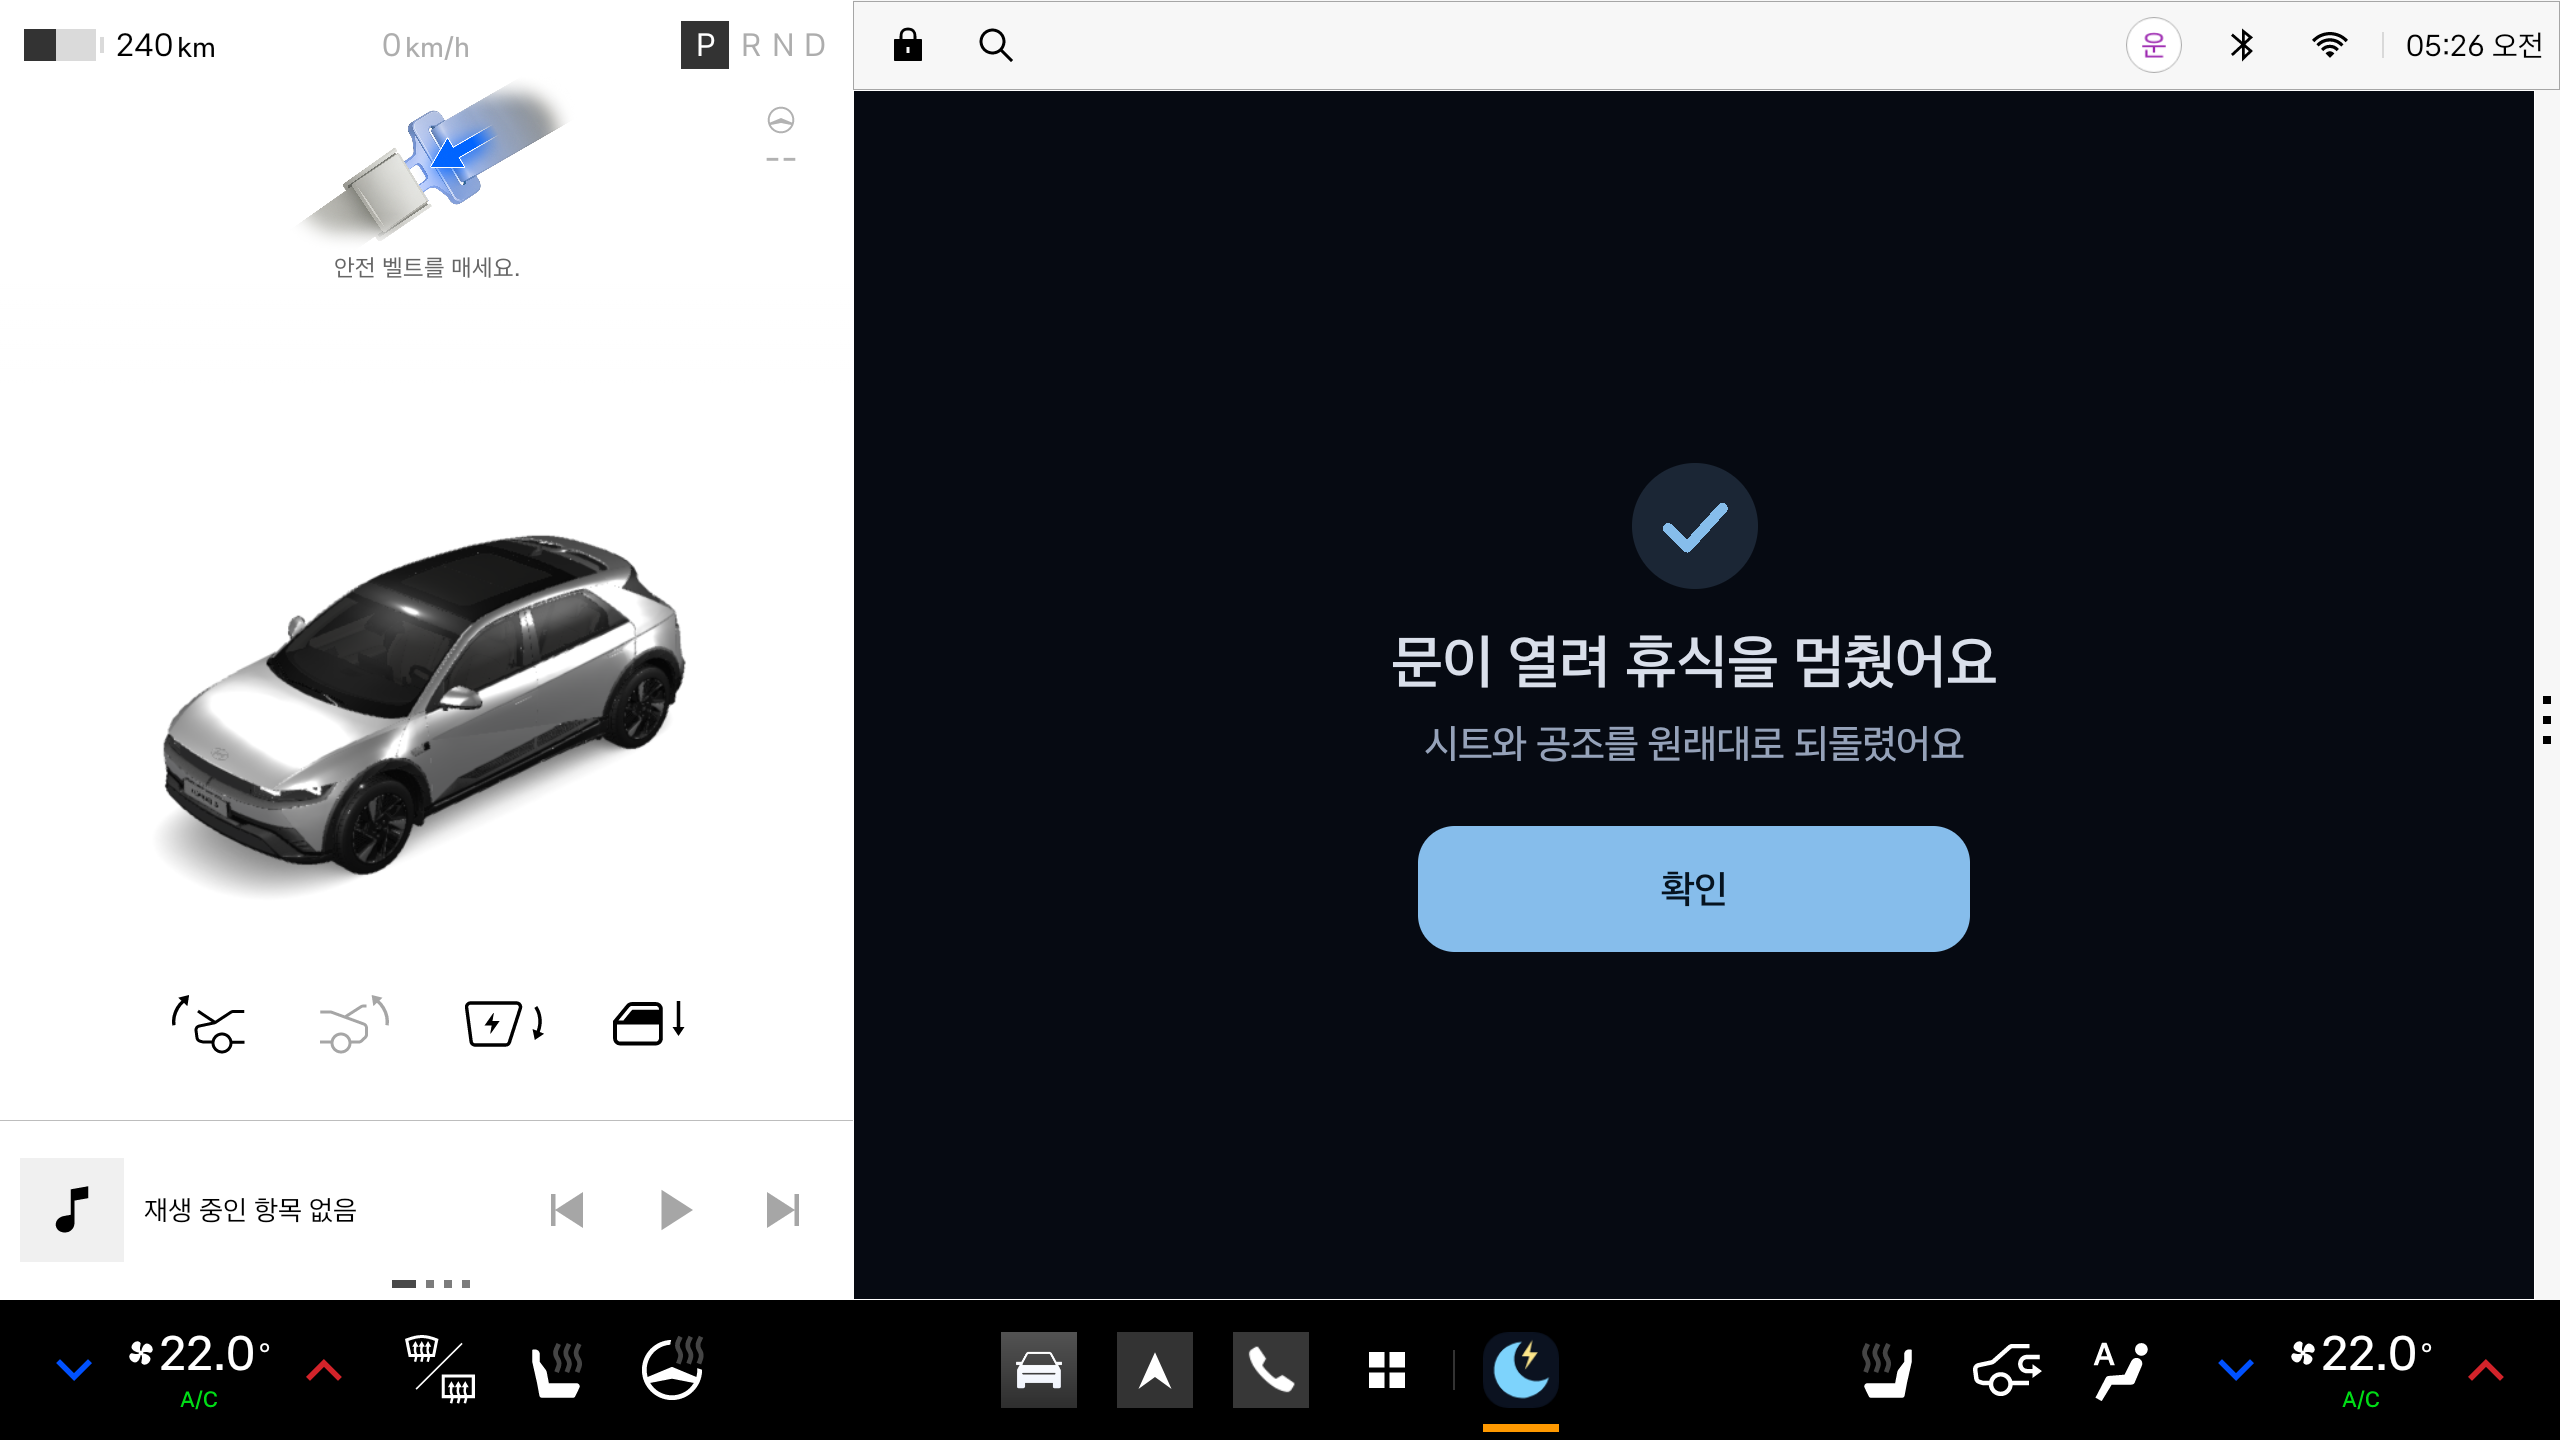 240 km
0 km/h
P R N D
05:26 오전
운
안전 벨트를 매세요.
--
문이 열려 휴식을 멈췄어요
시트와 공조를 원래대로 되돌렸어요
확인
재생 중인 항목 없음
22.0°
A/C
A
22.0°
A/C